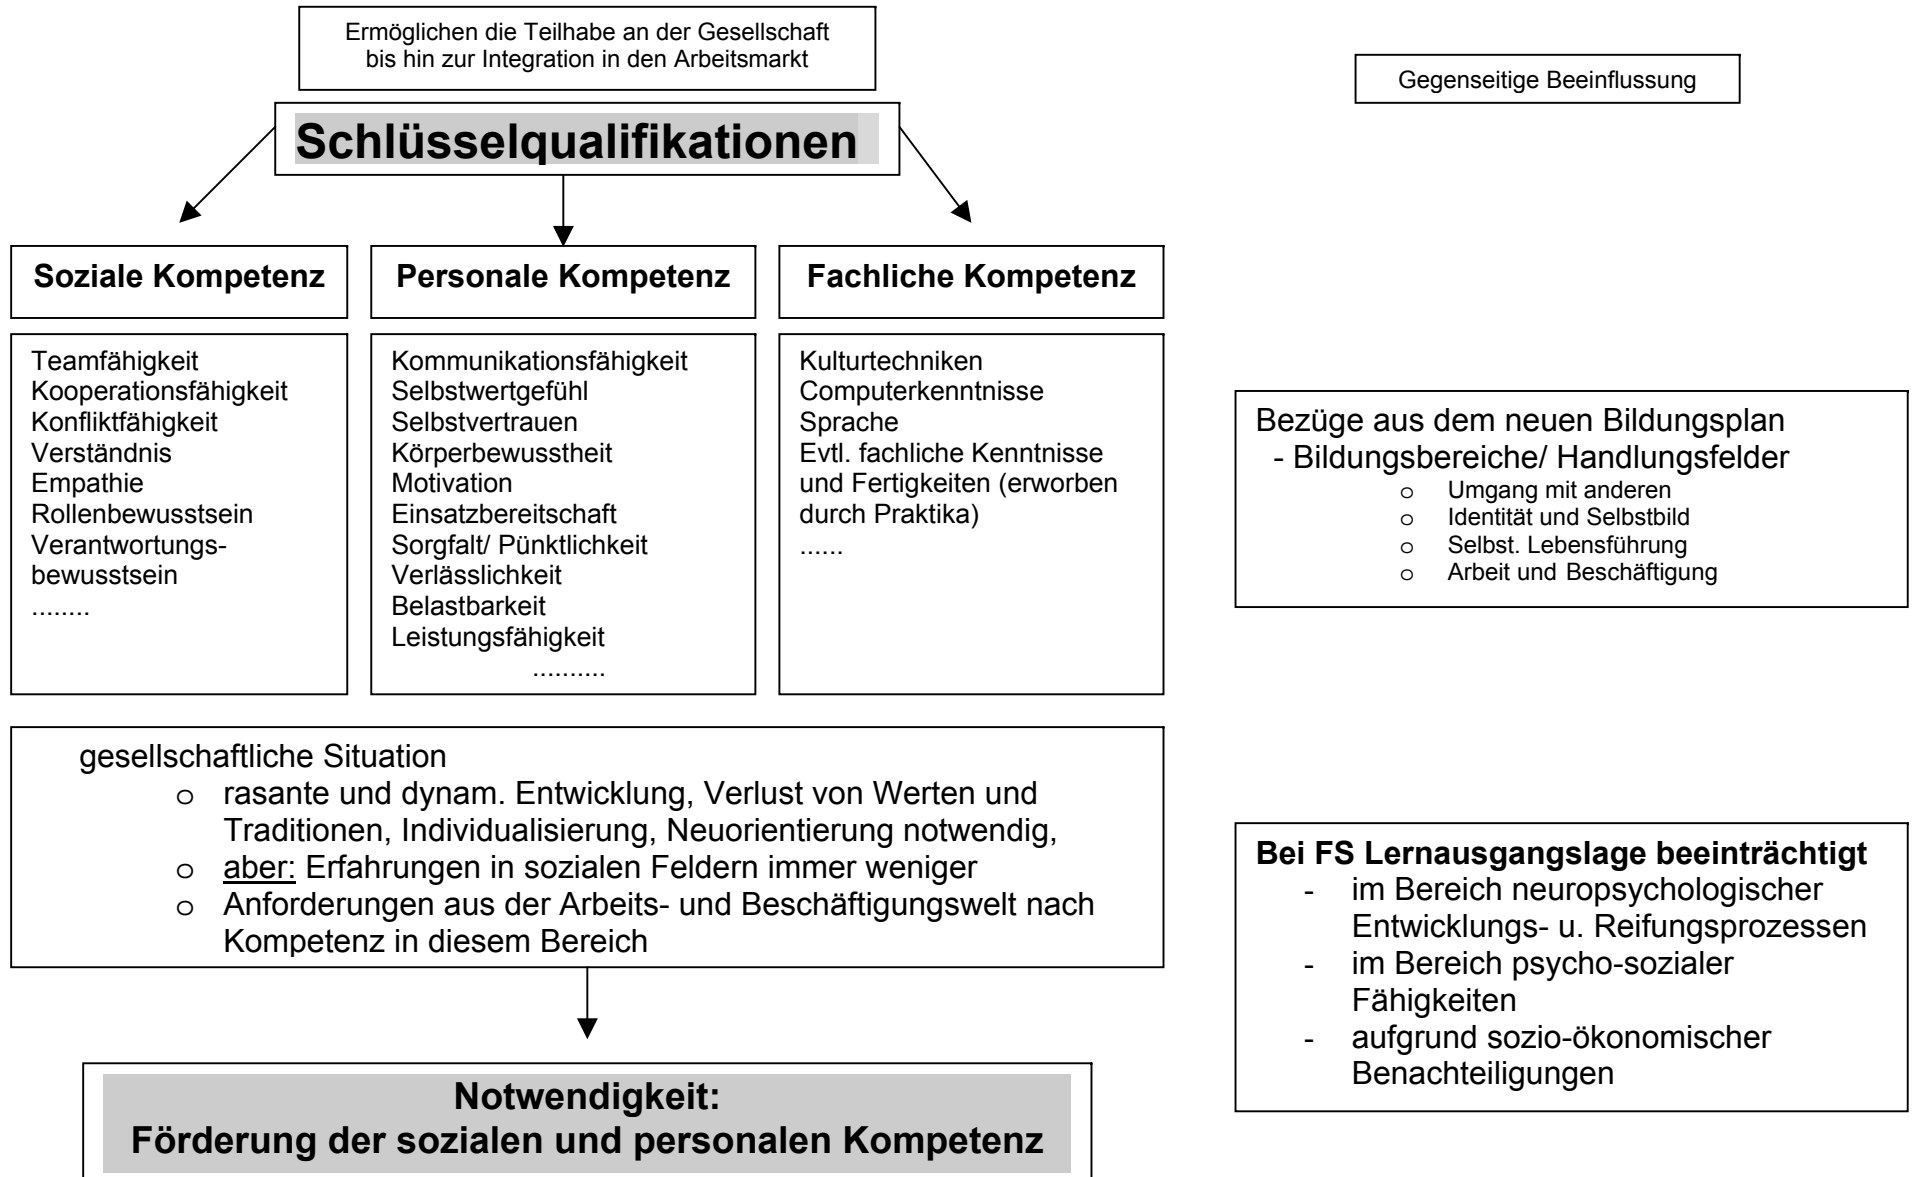 Ermöglichen die Teilhabe an der Gesellschaft
bis hin zur Integration in den Arbeitsmarkt
Gegenseitige Beeinflussung
Schlüsselqualifikationen
Soziale Kompetenz
Personale Kompetenz
Fachliche Kompetenz
Teamfähigkeit
Kooperationsfähigkeit
Konfliktfähigkeit
Verständnis
Empathie
Rollenbewusstsein
Verantwortungs-
bewusstsein
........
Kommunikationsfähigkeit
Selbstwertgefühl
Selbstvertrauen
Körperbewusstheit
Motivation
Einsatzbereitschaft
Sorgfalt/ Pünktlichkeit
Verlässlichkeit
Belastbarkeit
Leistungsfähigkeit
..........
Kulturtechniken
Computerkenntnisse
Sprache
Evtl. fachliche Kenntnisse
und Fertigkeiten (erworben
durch Praktika)
......
Bezüge aus dem neuen Bildungsplan
- Bildungsbereiche/ Handlungsfelder
o Umgang mit anderen
o Identität und Selbstbild
o Selbst. Lebensführung
o Arbeit und Beschäftigung
gesellschaftliche Situation
o rasante und dynam. Entwicklung, Verlust von Werten und
Traditionen, Individualisierung, Neuorientierung notwendig,
o aber: Erfahrungen in sozialen Feldern immer weniger
o Anforderungen aus der Arbeits- und Beschäftigungswelt nach
Kompetenz in diesem Bereich
Bei FS Lernausgangslage beeinträchtigt
- im Bereich neuropsychologischer
Entwicklungs- u. Reifungsprozessen
- im Bereich psycho-sozialer
Fähigkeiten
- aufgrund sozio-ökonomischer
Benachteiligungen
Notwendigkeit:
Förderung der sozialen und personalen Kompetenz